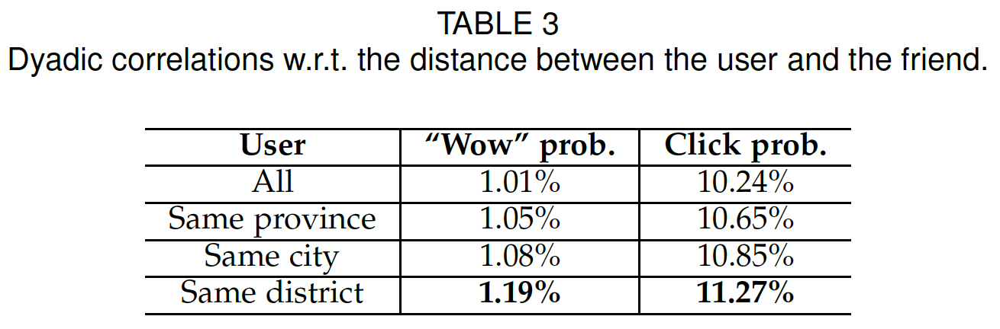 TABLE 3
Dyadic correlations w.r.t. the distance between the user and the friend.
User “Wow” prob. Click prob.
All 1.01% 10.24%
Same province 1.05% 10.65%
Same city 1.08% 10.85%
Same district 1.19% 11.27%